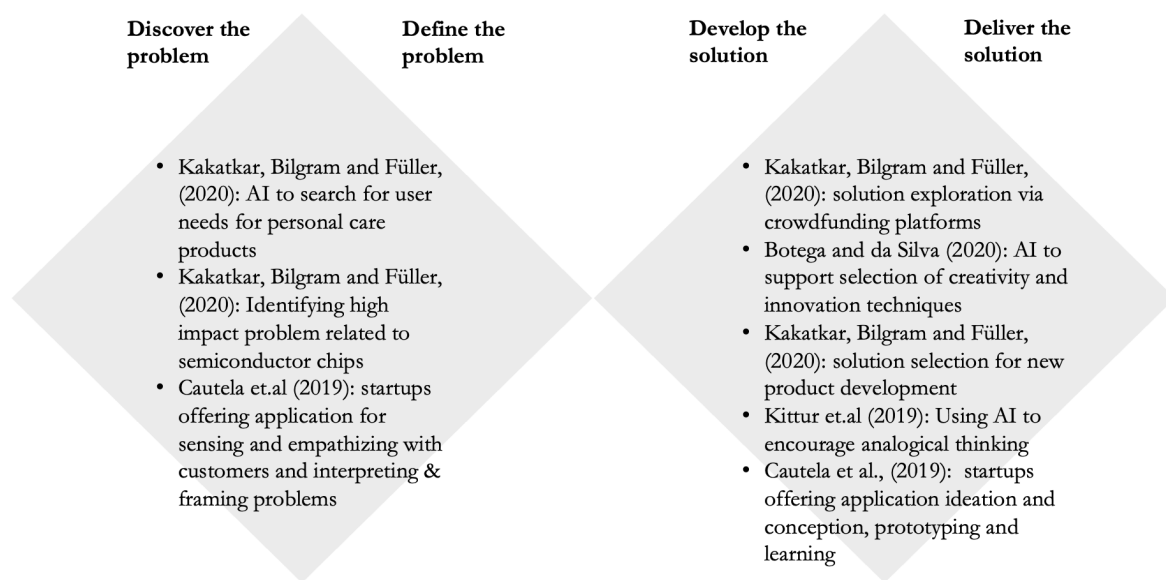 Discover the
problem
Define the
problem
Develop the
solution
Deliver the
solution
• Kakatkar, Bilgram and Füller,
(2020): AI to search for user
needs for personal care
products
• Kakatkar, Bilgram and Füller,
(2020): Identifying high
impact problem related to
semiconductor chips
• Cautela et.al (2019): startups
offering application for
sensing and empathizing with
customers and interpreting &
framing problems
• Kakatkar, Bilgram and Füller,
(2020): solution exploration via
crowdfunding platforms
• Botega and da Silva (2020): AI to
support selection of creativity and
innovation techniques
• Kakatkar, Bilgram and Füller,
(2020): solution selection for new
product development
• Kittur et.al (2019): Using AI to
encourage analogical thinking
• Cautela et al., (2019): startups
offering application ideation and
conception, prototyping and
learning